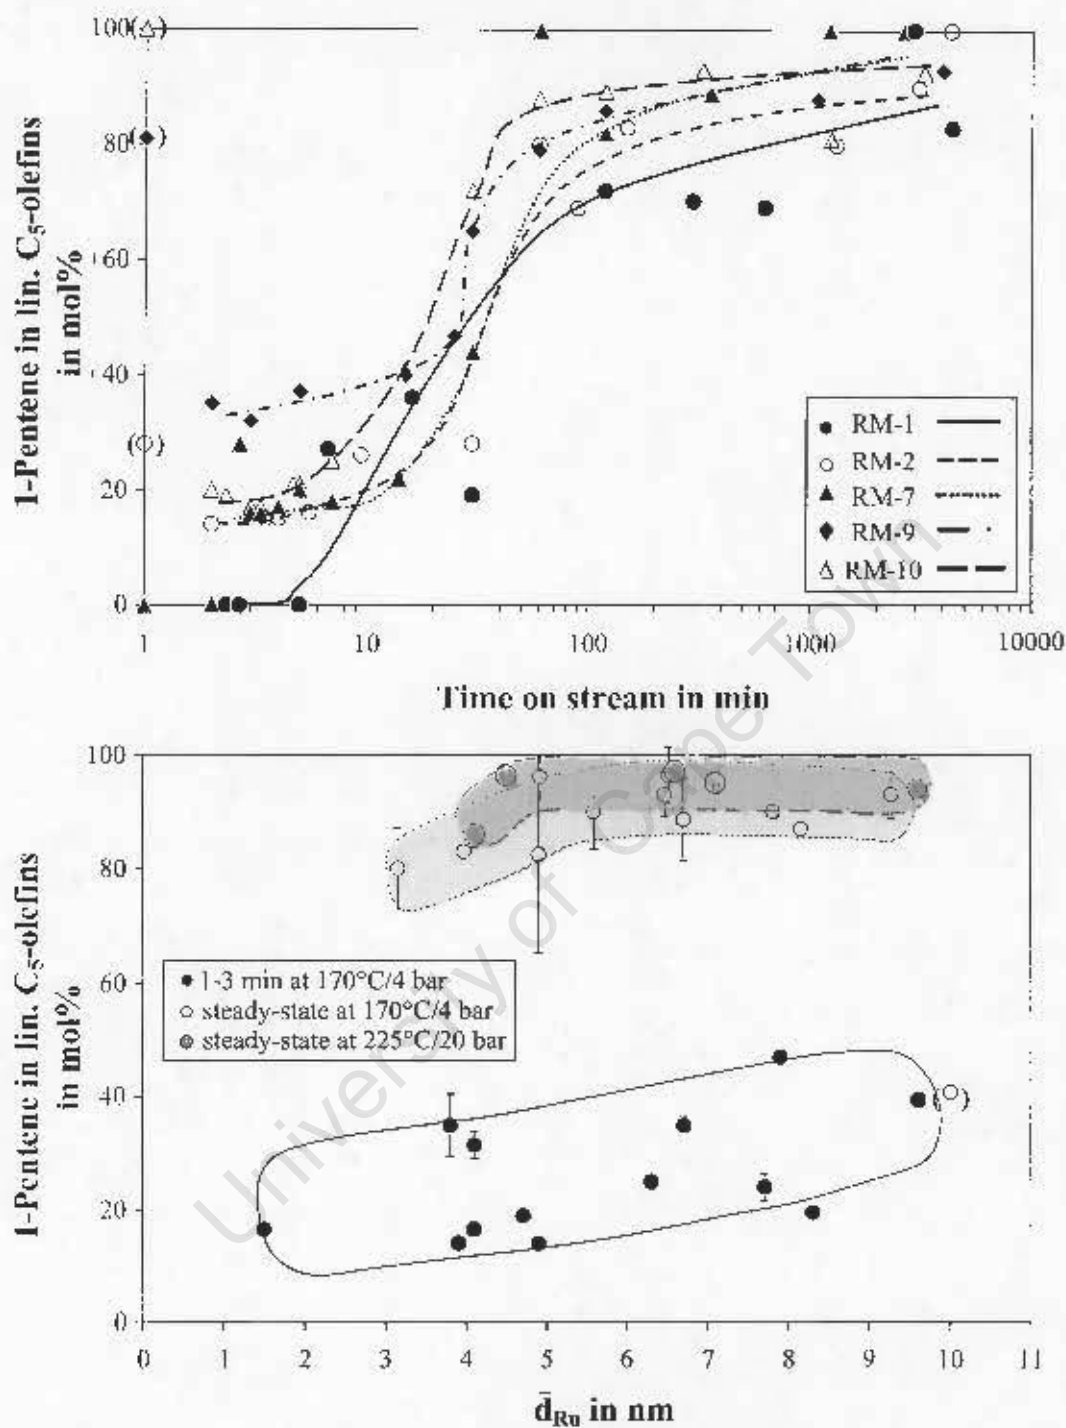 1-Pentene in lin. C5-olefins
in mol%
100
80
60
40
20
0
RM-1
RM-2
RM-7
RM-9
RM-10
1
10
100
1000
10000
Time on stream in min
1-Pentene in lin. C5-olefins
in mol%
100
80
60
40
20
0
1-3 min at 170°C/4 bar
steady-state at 170°C/4 bar
steady-state at 225°C/20 bar
0 1 2 3 4 5 6 7 8 9 10 11
d̄Ru in nm
University of Cape Town